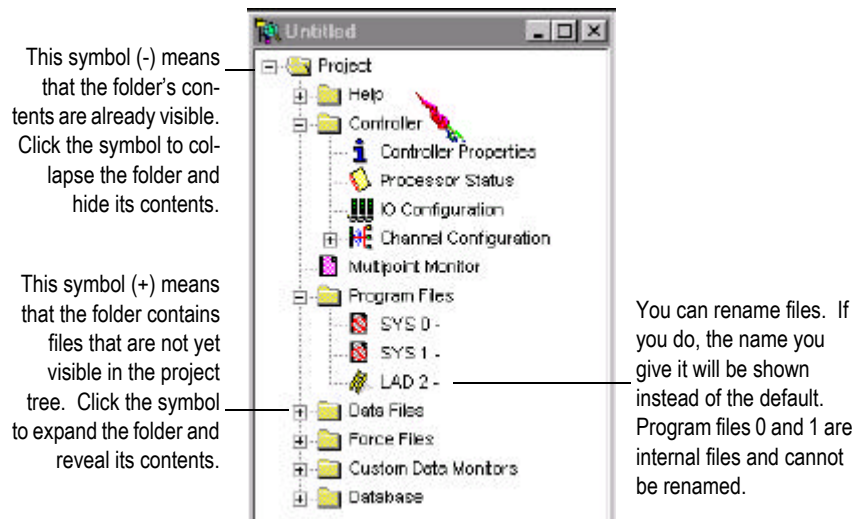 This symbol (-) means
that the folder's con-
tents are already visible.
Click the symbol to col-
lapse the folder and
hide its contents.
This symbol (+) means
that the folder contains
files that are not yet
visible in the project
tree. Click the symbol
to expand the folder and
reveal its contents.
Untitled
Project
Help
Controller
Controller Properties
Processor Status
IO Configuration
Channel Configuration
Multipoint Monitor
Program Files
SYS 0 -
SYS 1 -
LAD 2 -
Data Files
Force Files
Custom Data Monitors
Database
You can rename files. If
you do, the name you
give it will be shown
instead of the default.
Program files 0 and 1 are
internal files and cannot
be renamed.